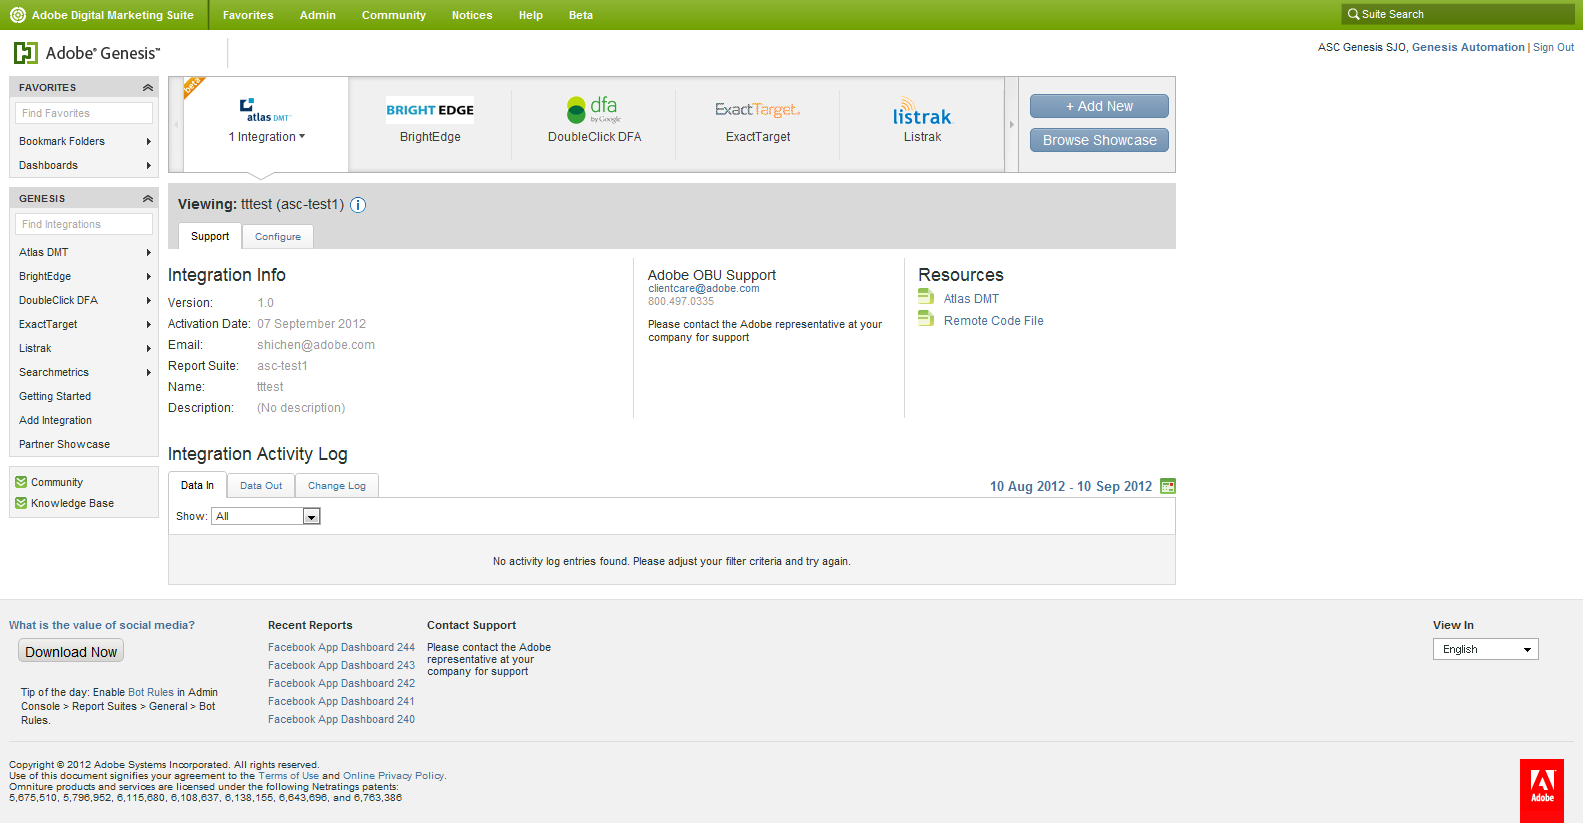 Adobe Digital Marketing Suite Favorites Admin Community Notices Help Beta Suite Search
Adobe® Genesis™
ASC Genesis SJO, Genesis Automation | Sign Out
FAVORITES
Find Favorites
Bookmark Folders
Dashboards
GENESIS
Find Integrations
Atlas DMT
BrightEdge
DoubleClick DFA
ExactTarget
Listrak
Searchmetrics
Getting Started
Add Integration
Partner Showcase
Community
Knowledge Base
beta
atlas DMT™
1 Integration
BRIGHT EDGE
BrightEdge
dfa
by Google
DoubleClick DFA
ExactTarget.
ExactTarget
listrak
Listrak
+ Add New
Browse Showcase
Viewing: tttest (asc-test1) i
Support Configure
Integration Info
Version: 1.0
Activation Date: 07 September 2012
Email: shichen@adobe.com
Report Suite: asc-test1
Name: tttest
Description: (No description)
Adobe OBU Support
clientcare@adobe.com
800.497.0335
Please contact the Adobe representative at your
company for support
Resources
Atlas DMT
Remote Code File
Integration Activity Log
Data In Data Out Change Log
10 Aug 2012 - 10 Sep 2012
Show: All
No activity log entries found. Please adjust your filter criteria and try again.
What is the value of social media?
Download Now
Tip of the day: Enable Bot Rules in Admin
Console > Report Suites > General > Bot
Rules.
Recent Reports
Facebook App Dashboard 244
Facebook App Dashboard 243
Facebook App Dashboard 242
Facebook App Dashboard 241
Facebook App Dashboard 240
Contact Support
Please contact the Adobe
representative at your
company for support
View In
English
Copyright © 2012 Adobe Systems Incorporated. All rights reserved.
Use of this document signifies your agreement to the Terms of Use and Online Privacy Policy.
Omniture products and services are licensed under the following Netratings patents:
5,675,510, 5,796,952, 6,115,680, 6,108,637, 6,138,155, 6,643,696, and 6,763,386
Adobe